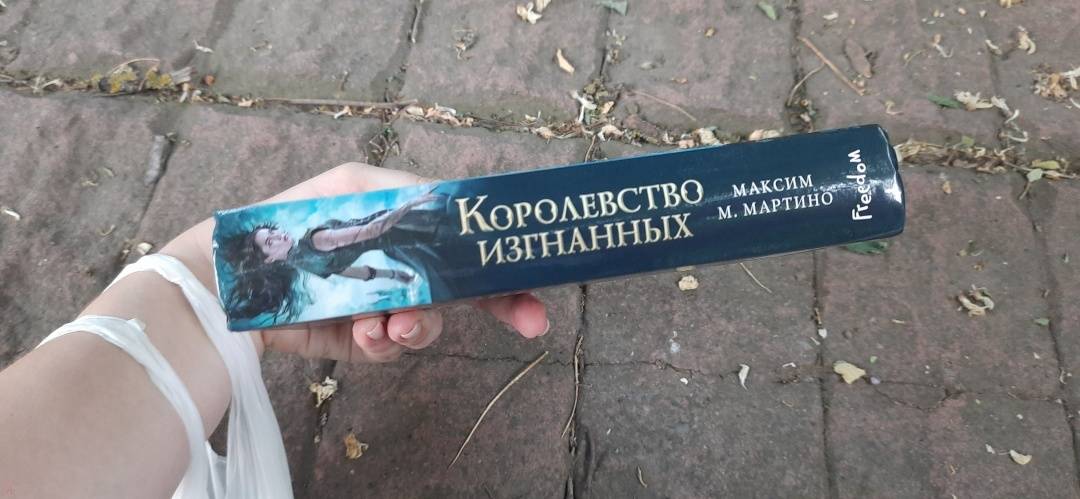 Королевство
изгнанных
МАКСИМ
М. МАРТИНО
Freedom